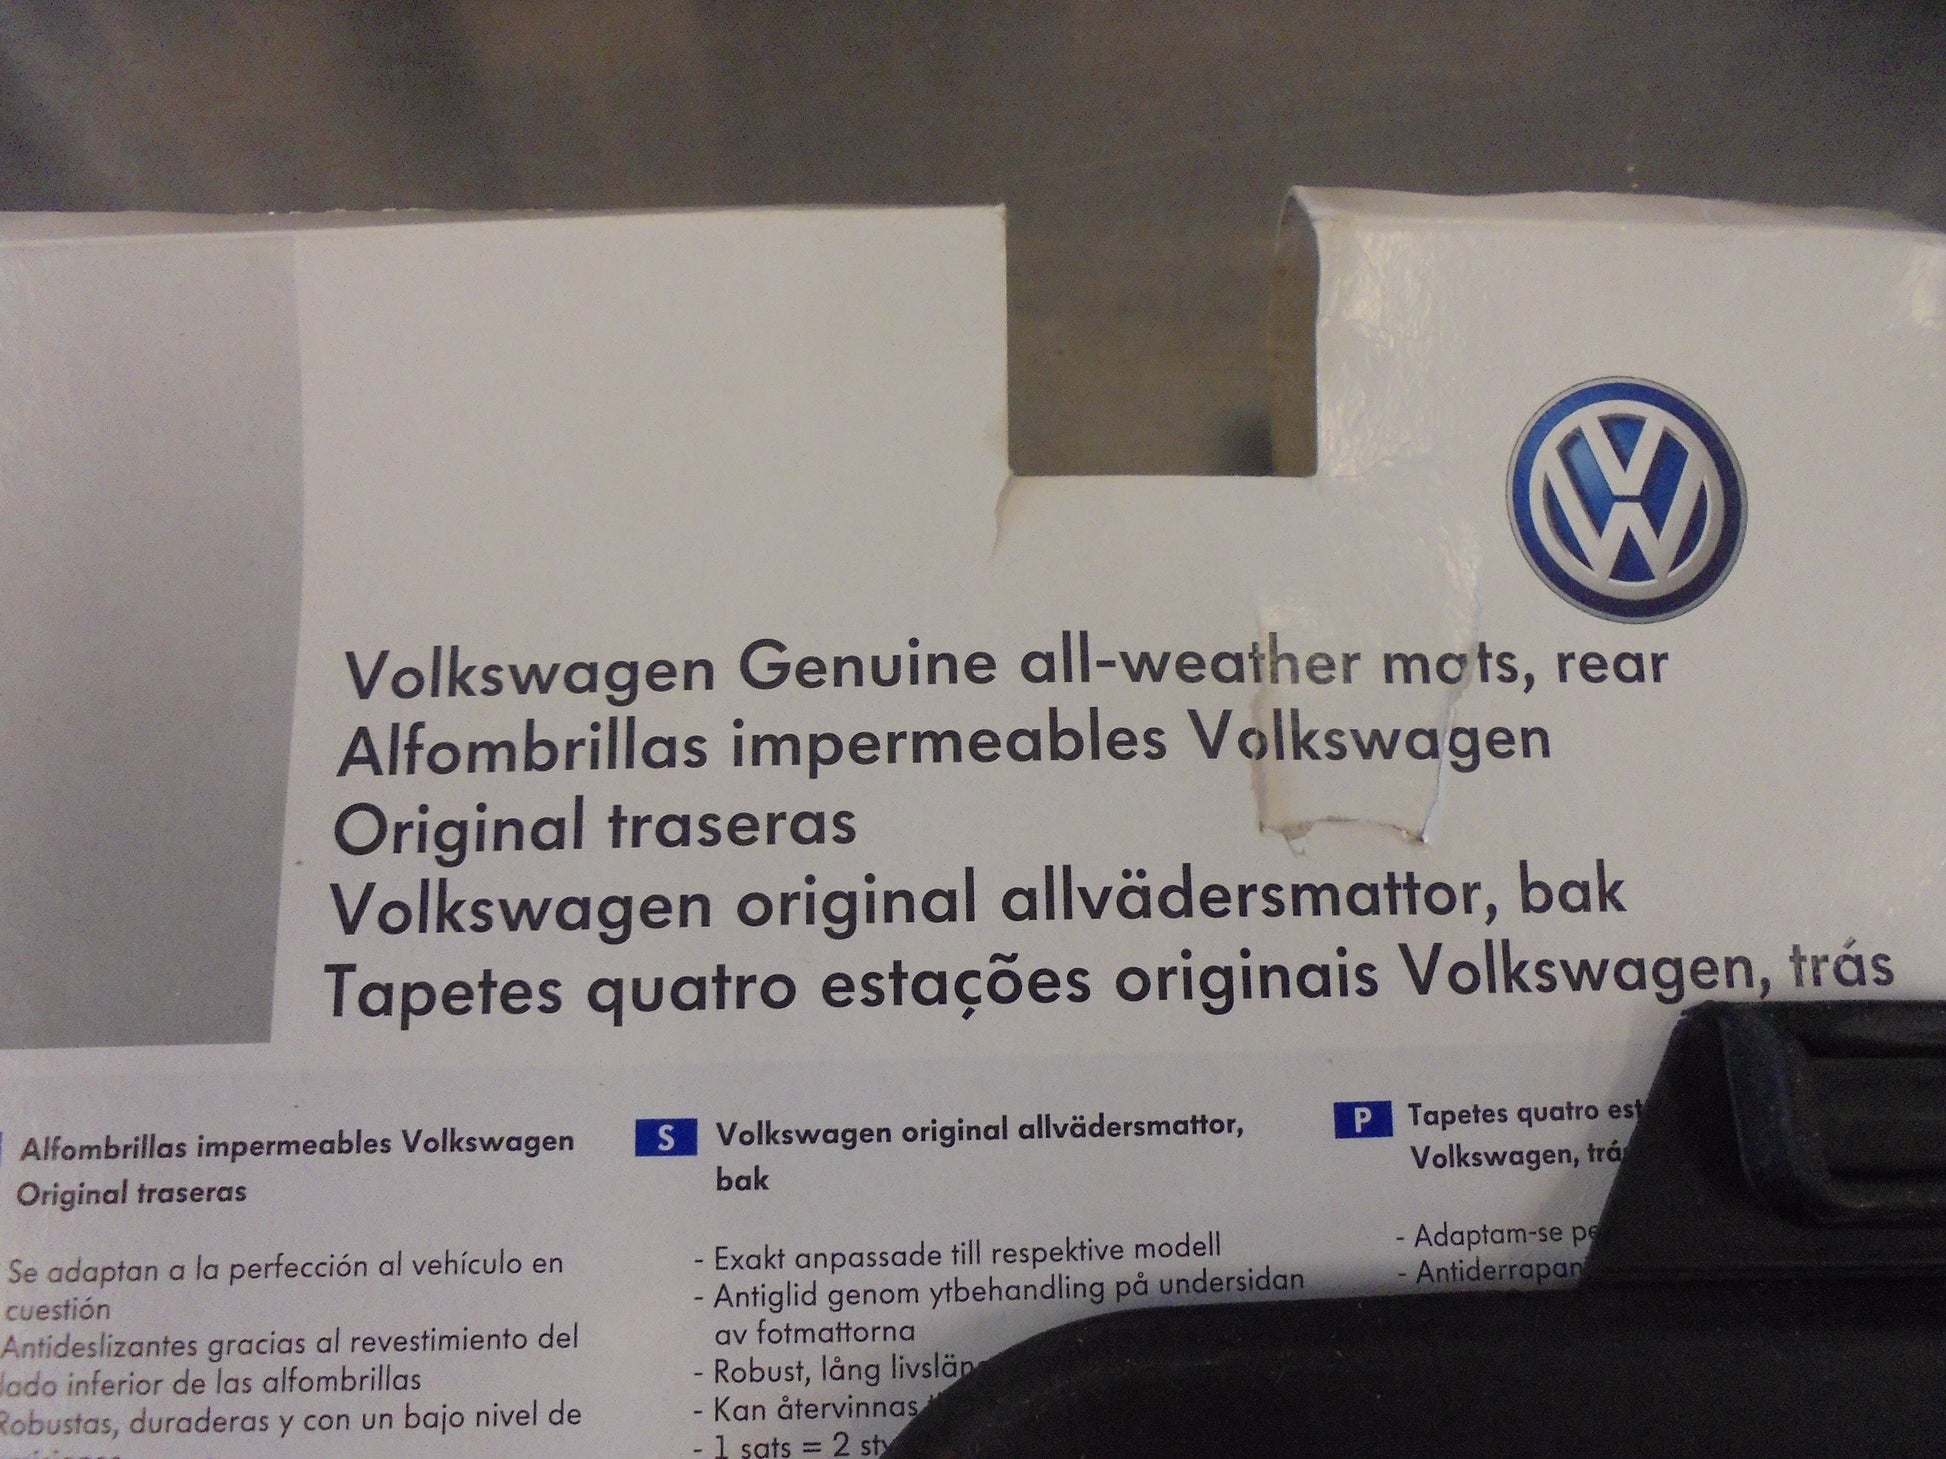 Volkswagen Genuine all-weather mats, rear
Alfombrillas impermeables Volkswagen
Original traseras
Volkswagen original allvädersmattor, bak
Tapetes quatro estações originais Volkswagen, trás
Alfombrillas impermeables Volkswagen
Original traseras
Se adaptan a la perfección al vehículo en
cuestión
Antideslizantes gracias al revestimiento del
lado inferior de las alfombrillas
Robustas, duraderas y con un bajo nivel de
S Volkswagen original allvädersmattor,
bak
- Exakt anpassade till respektive modell
- Antiglid genom ytbehandling på undersidan
av fotmattorna
- Robust, lång
- Kan återvinnas
- 1 sats = 2
P Tapetes quatro
Volkswagen,
- Adaptam-se
-